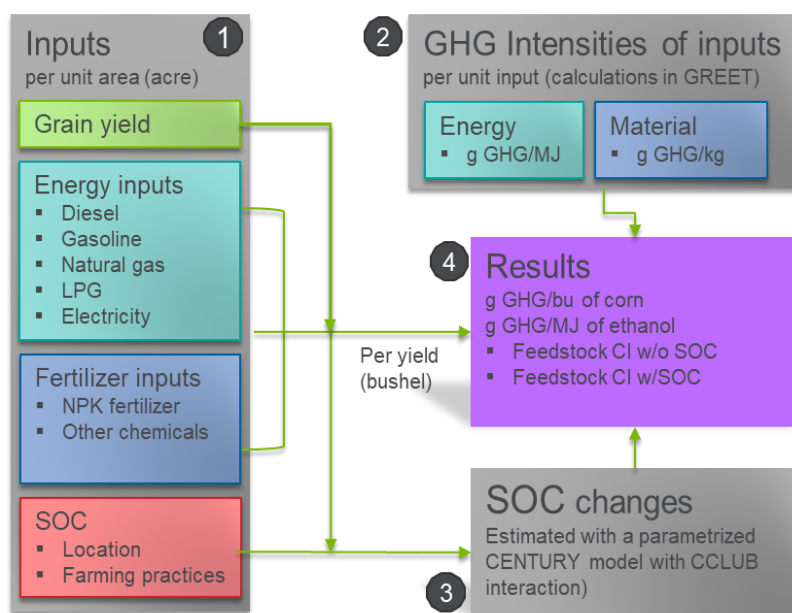 Inputs
1
per unit area (acre)
Grain yield
Energy inputs
▪ Diesel
▪ Gasoline
▪ Natural gas
▪ LPG
▪ Electricity
Fertilizer inputs
▪ NPK fertilizer
▪ Other chemicals
SOC
▪ Location
▪ Farming practices
2
GHG Intensities of inputs
per unit input (calculations in GREET)
Energy
▪ g GHG/MJ
Material
▪ g GHG/kg
Per yield
(bushel)
4
Results
g GHG/bu of corn
g GHG/MJ of ethanol
▪ Feedstock CI w/o SOC
▪ Feedstock CI w/SOC
SOC changes
Estimated with a parametrized
CENTURY model with CCLUB
interaction)
3